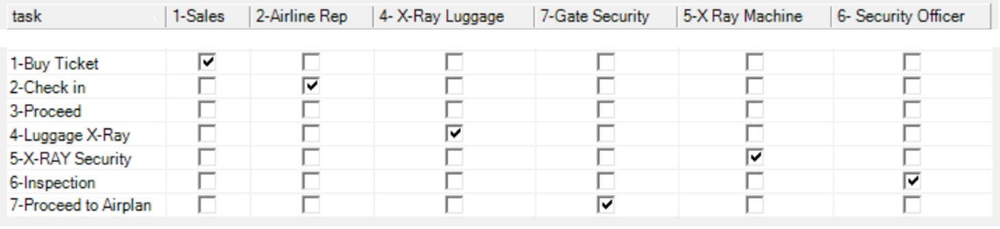 task 1-Sales 2-Airline Rep 4- X-Ray Luggage 7-Gate Security 5-X Ray Machine 6- Security Officer
1-Buy Ticket
2-Check in
3-Proceed
4-Luggage X-Ray
5-X-RAY Security
6-Inspection
7-Proceed to Airplan